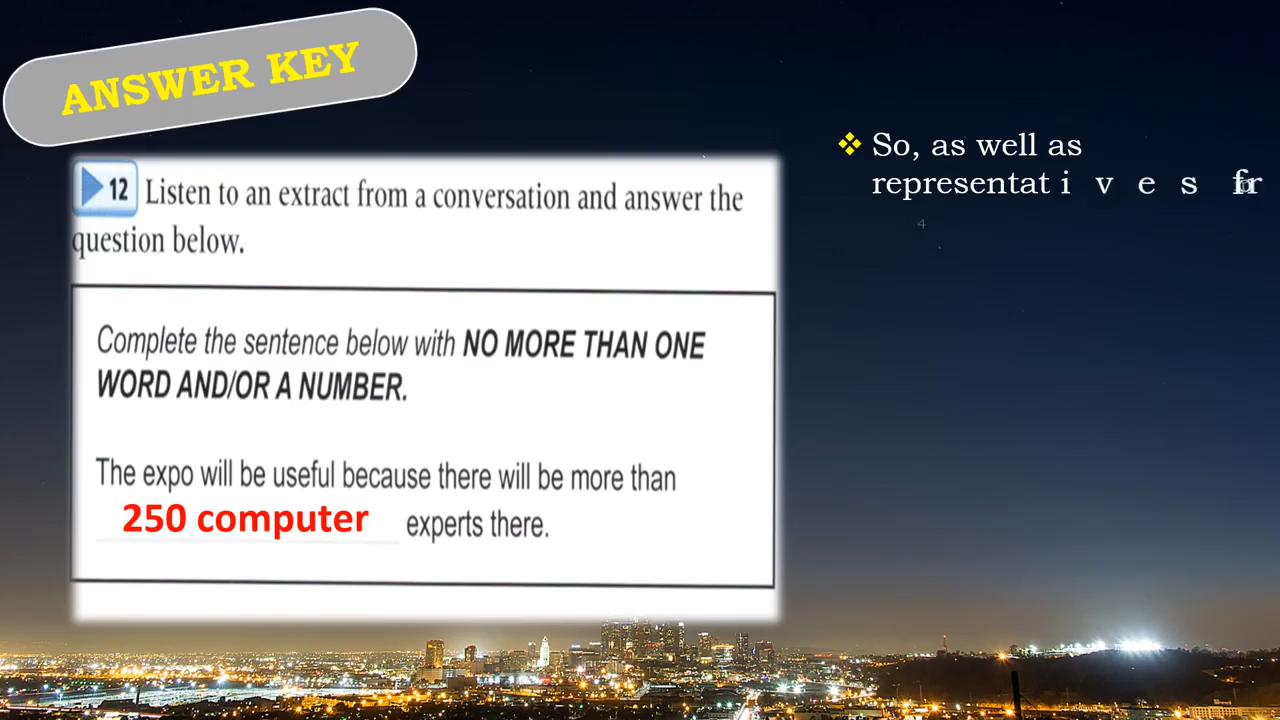 ANSWER KEY
12 Listen to an extract from a conversation and answer the
question below.
Complete the sentence below with NO MORE THAN ONE
WORD AND/OR A NUMBER.
The expo will be useful because there will be more than
250 computer experts there.
So, as well as
representatives